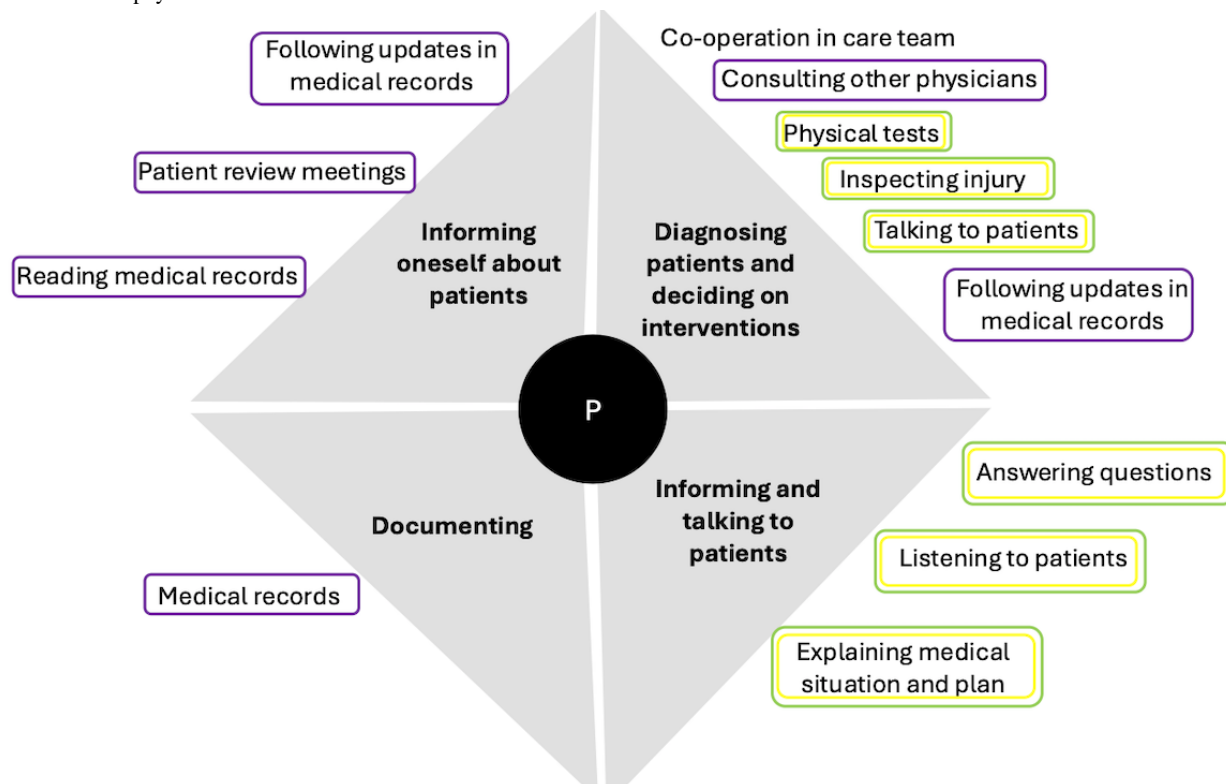 Following updates in
medical records
Patient review meetings
Reading medical records
Informing
oneself about
patients
Co-operation in care team
Consulting other physicians
Physical tests
Inspecting injury
Talking to patients
Following updates in
medical records
Diagnosing
patients and
deciding on
interventions
P
Documenting
Medical records
Informing and
talking to
patients
Answering questions
Listening to patients
Explaining medical
situation and plan